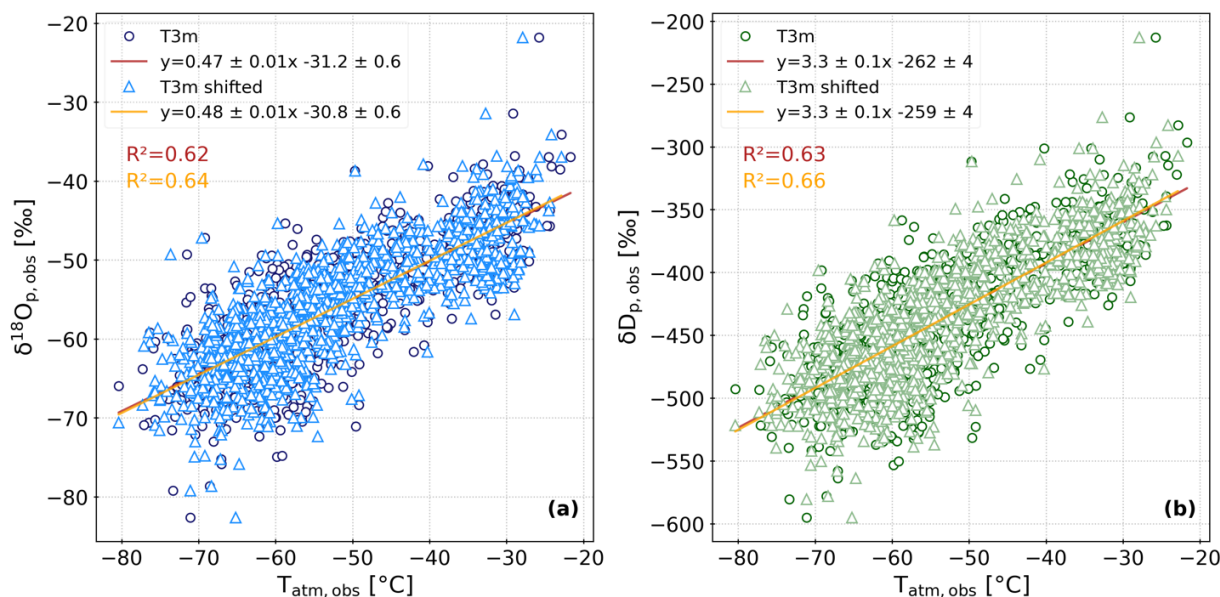 −20
−30
−40
−50
−60
−70
−80
δ¹⁸Oₚ,obs [‰]
T3m
y=0.47 ± 0.01x -31.2 ± 0.6
T3m shifted
y=0.48 ± 0.01x -30.8 ± 0.6
R²=0.62
R²=0.64
(a)
−80 −70 −60 −50 −40 −30 −20
T_atm,obs [°C]
−200
−250
−300
−350
−400
−450
−500
−550
−600
δDₚ,obs [‰]
T3m
y=3.3 ± 0.1x -262 ± 4
T3m shifted
y=3.3 ± 0.1x -259 ± 4
R²=0.63
R²=0.66
(b)
−80 −70 −60 −50 −40 −30 −20
T_atm,obs [°C]